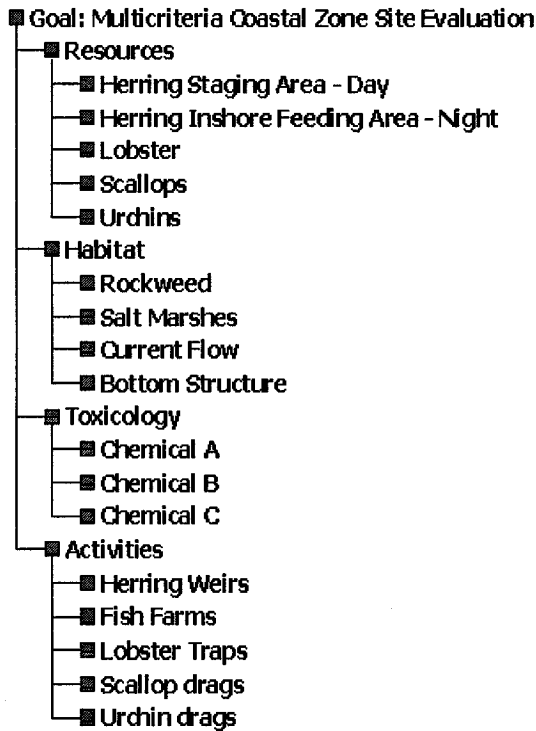 Goal: Multicriteria Coastal Zone Site Evaluation
Resources
Herring Staging Area - Day
Herring Inshore Feeding Area - Night
Lobster
Scallops
Urchins
Habitat
Rockweed
Salt Marshes
Current Flow
Bottom Structure
Toxicology
Chemical A
Chemical B
Chemical C
Activities
Herring Weirs
Fish Farms
Lobster Traps
Scallop drags
Urchin drags